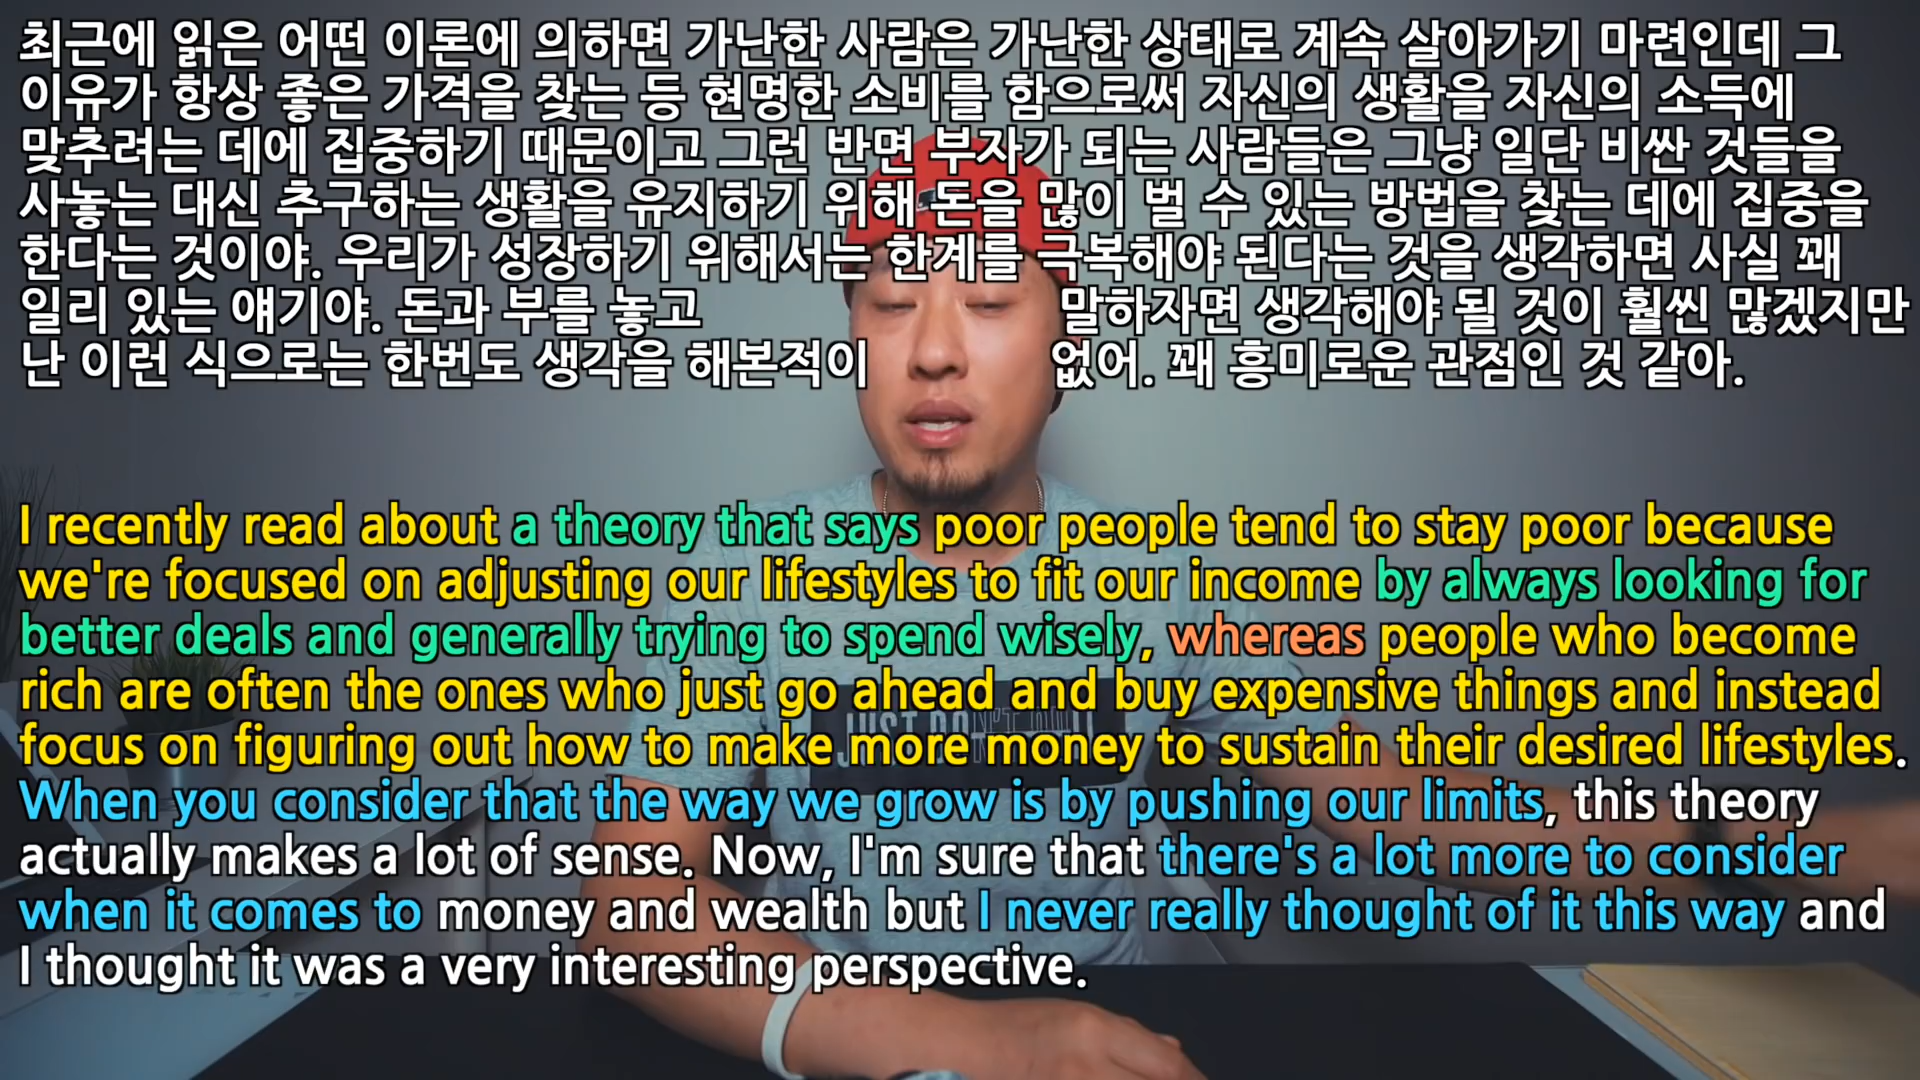 최근에 읽은 어떤 이론에 의하면 가난한 사람은 가난한 상태로 계속 살아가기 마련인데 그
이유가 항상 좋은 가격을 찾는 등 현명한 소비를 함으로써 자신의 생활을 자신의 소득에
맞추려는 데에 집중하기 때문이고 그런 반면 부자가 되는 사람들은 그냥 일단 비싼 것들을
사놓는 대신 추구하는 생활을 유지하기 위해 돈을 많이 벌 수 있는 방법을 찾는 데에 집중을
한다는 것이야. 우리가 성장하기 위해서는 한계를 극복해야 된다는 것을 생각하면 사실 꽤
일리 있는 얘기야. 돈과 부를 놓고 말하자면 생각해야 될 것이 훨씬 많겠지만
난 이런 식으로는 한번도 생각을 해본적이 없어. 꽤 흥미로운 관점인 것 같아.
I recently read about a theory that says poor people tend to stay poor because
we're focused on adjusting our lifestyles to fit our income by always looking for
better deals and generally trying to spend wisely, whereas people who become
rich are often the ones who just go ahead and buy expensive things and instead
JUST DO
focus on figuring out how to make more money to sustain their desired lifestyles.
When you consider that the way we grow is by pushing our limits, this theory
actually makes a lot of sense. Now, I'm sure that there's a lot more to consider
when it comes to money and wealth but I never really thought of it this way and
I thought it was a very interesting perspective.